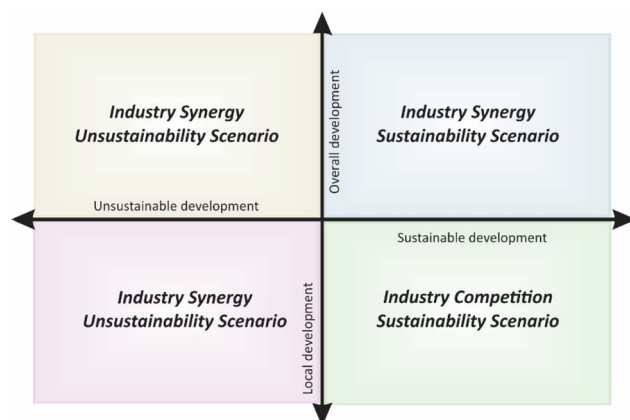 Industry Synergy
Unsustainability Scenario
Overall development
Industry Synergy
Sustainability Scenario
Unsustainable development
Sustainable development
Industry Synergy
Unsustainability Scenario
Local development
Industry Competition
Sustainability Scenario